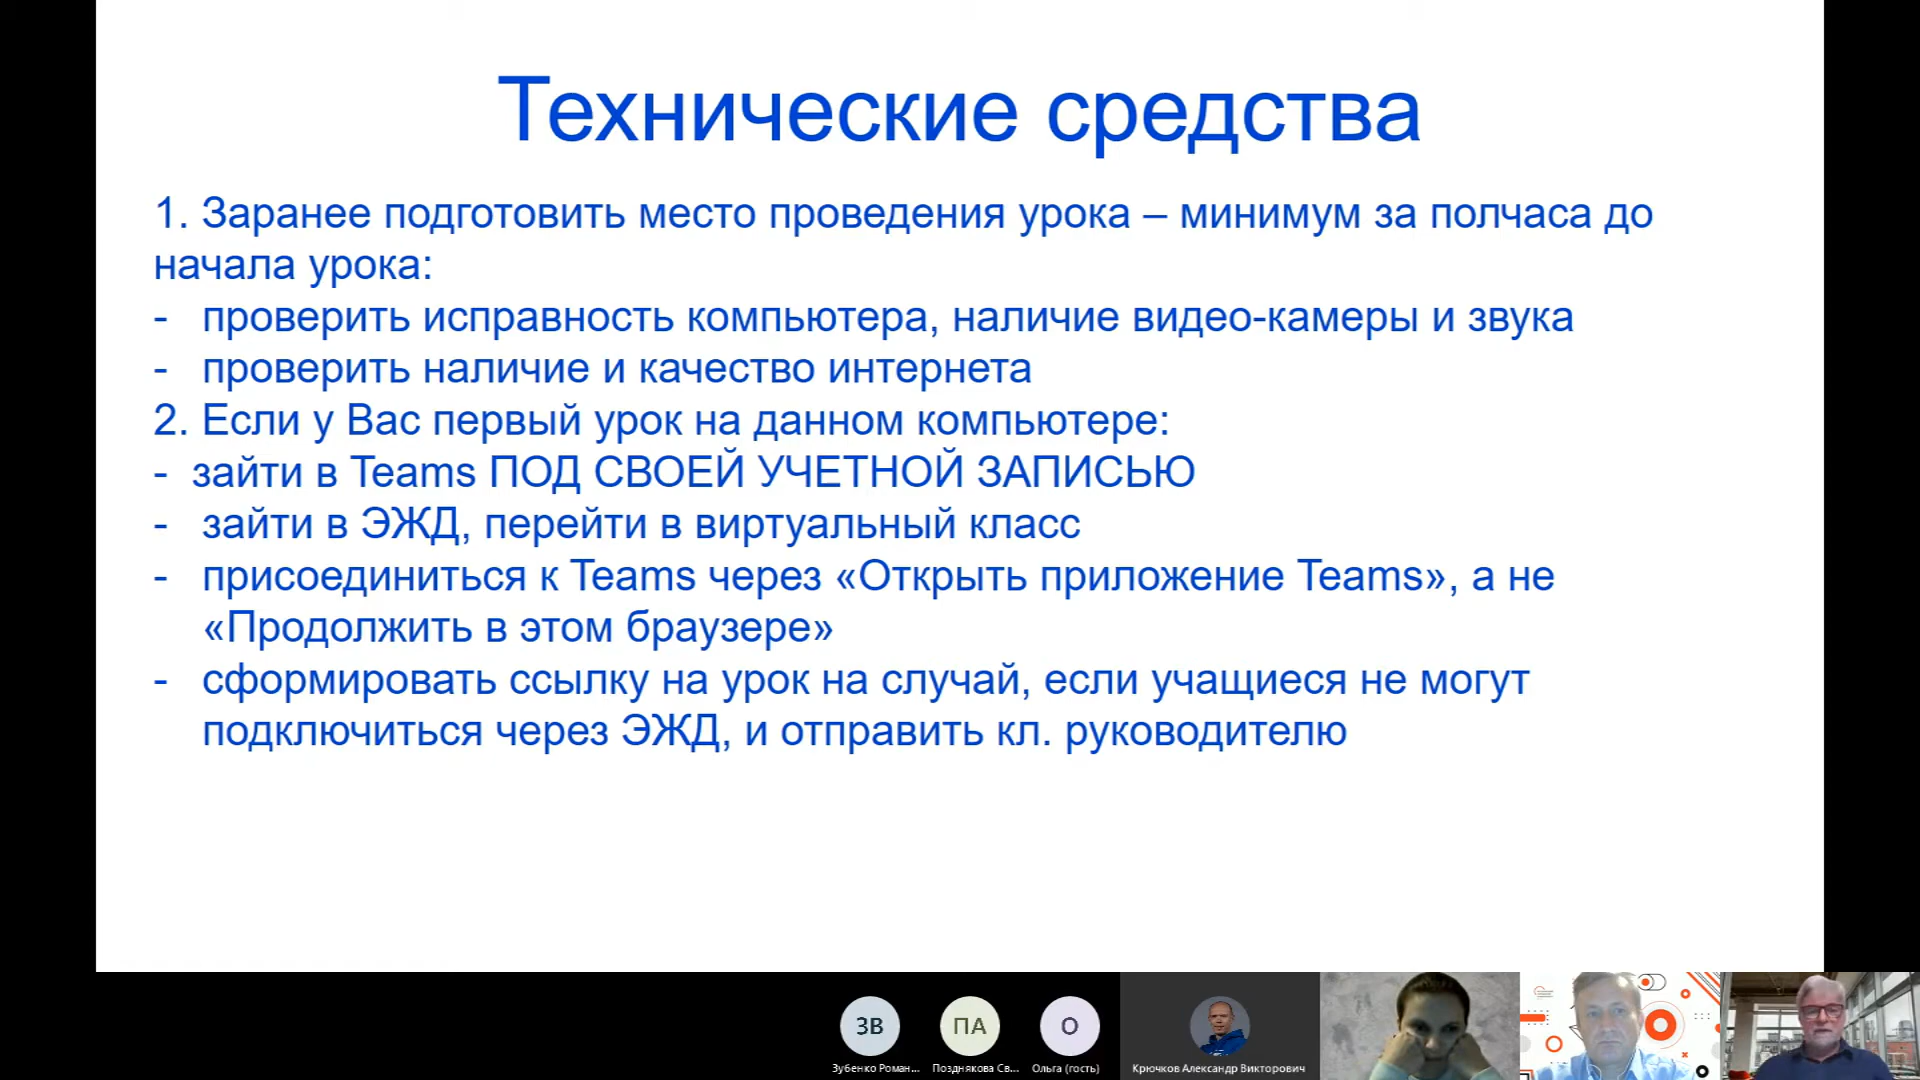 Технические средства
1. Заранее подготовить место проведения урока – минимум за полчаса до
начала урока:
- проверить исправность компьютера, наличие видео-камеры и звука
- проверить наличие и качество интернета
2. Если у Вас первый урок на данном компьютере:
- зайти в Teams ПОД СВОЕЙ УЧЕТНОЙ ЗАПИСЬЮ
- зайти в ЭЖД, перейти в виртуальный класс
- присоединиться к Teams через «Открыть приложение Teams», а не
«Продолжить в этом браузере»
- сформировать ссылку на урок на случай, если учащиеся не могут
подключиться через ЭЖД, и отправить кл. руководителю
ЗВ ПА О
Зубенко Роман... Позднякова Св... Ольга (гость) Крючков Александр Викторович